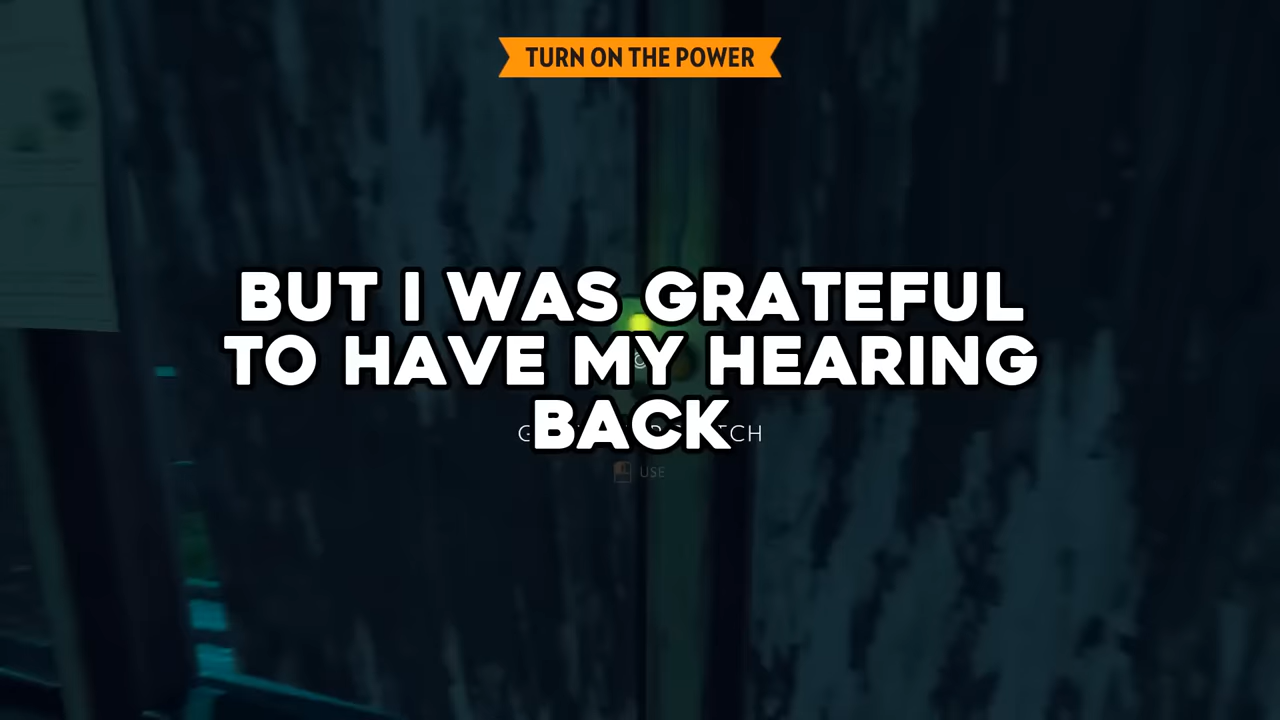 TURN ON THE POWER
BUT I WAS GRATEFUL
TO HAVE MY HEARING
BACK
USE